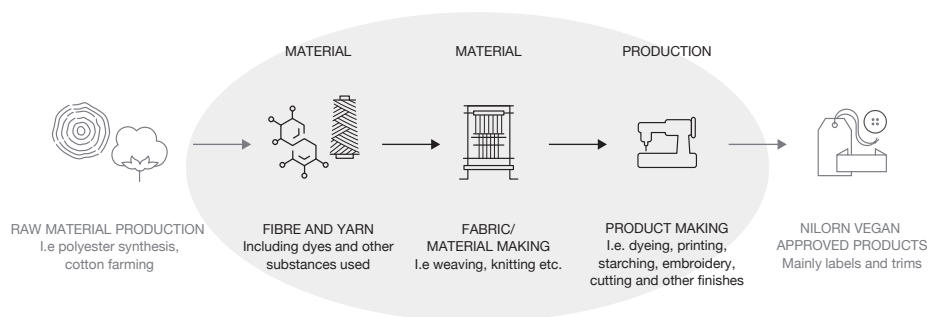 MATERIAL
MATERIAL
PRODUCTION
RAW MATERIAL PRODUCTION
I.e polyester synthesis,
cotton farming
FIBRE AND YARN
Including dyes and other
substances used
FABRIC/
MATERIAL MAKING
I.e weaving, knitting etc.
PRODUCT MAKING
I.e. dyeing, printing,
starching, embroidery,
cutting and other finishes
NILORN VEGAN
APPROVED PRODUCTS
Mainly labels and trims